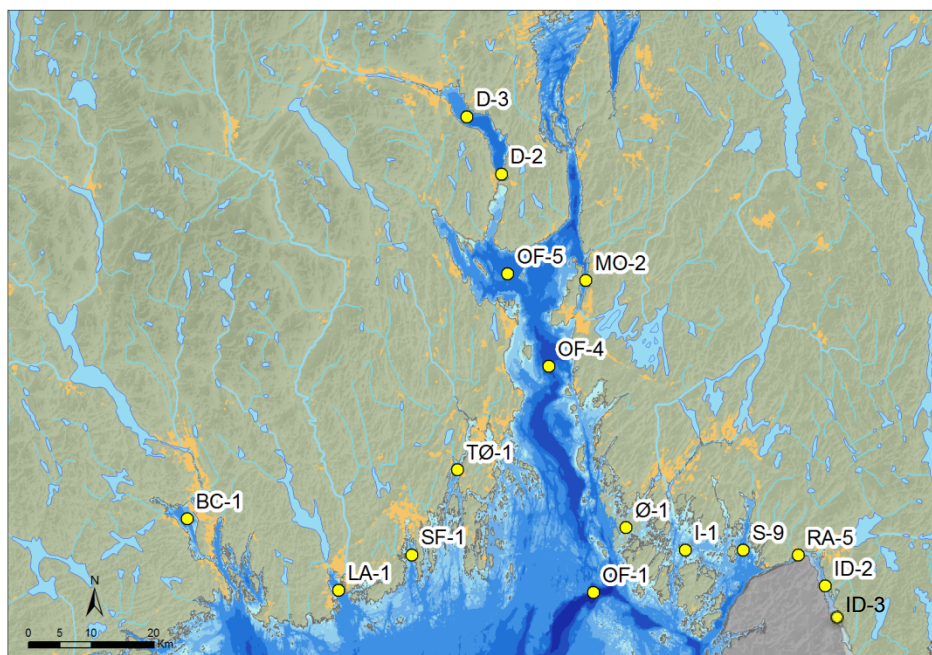 D-3
D-2
OF-5
MO-2
OF-4
TØ-1
BC-1
Ø-1
SF-1
I-1
S-9
RA-5
LA-1
OF-1
ID-2
ID-3
N
0 5 10 20
Km